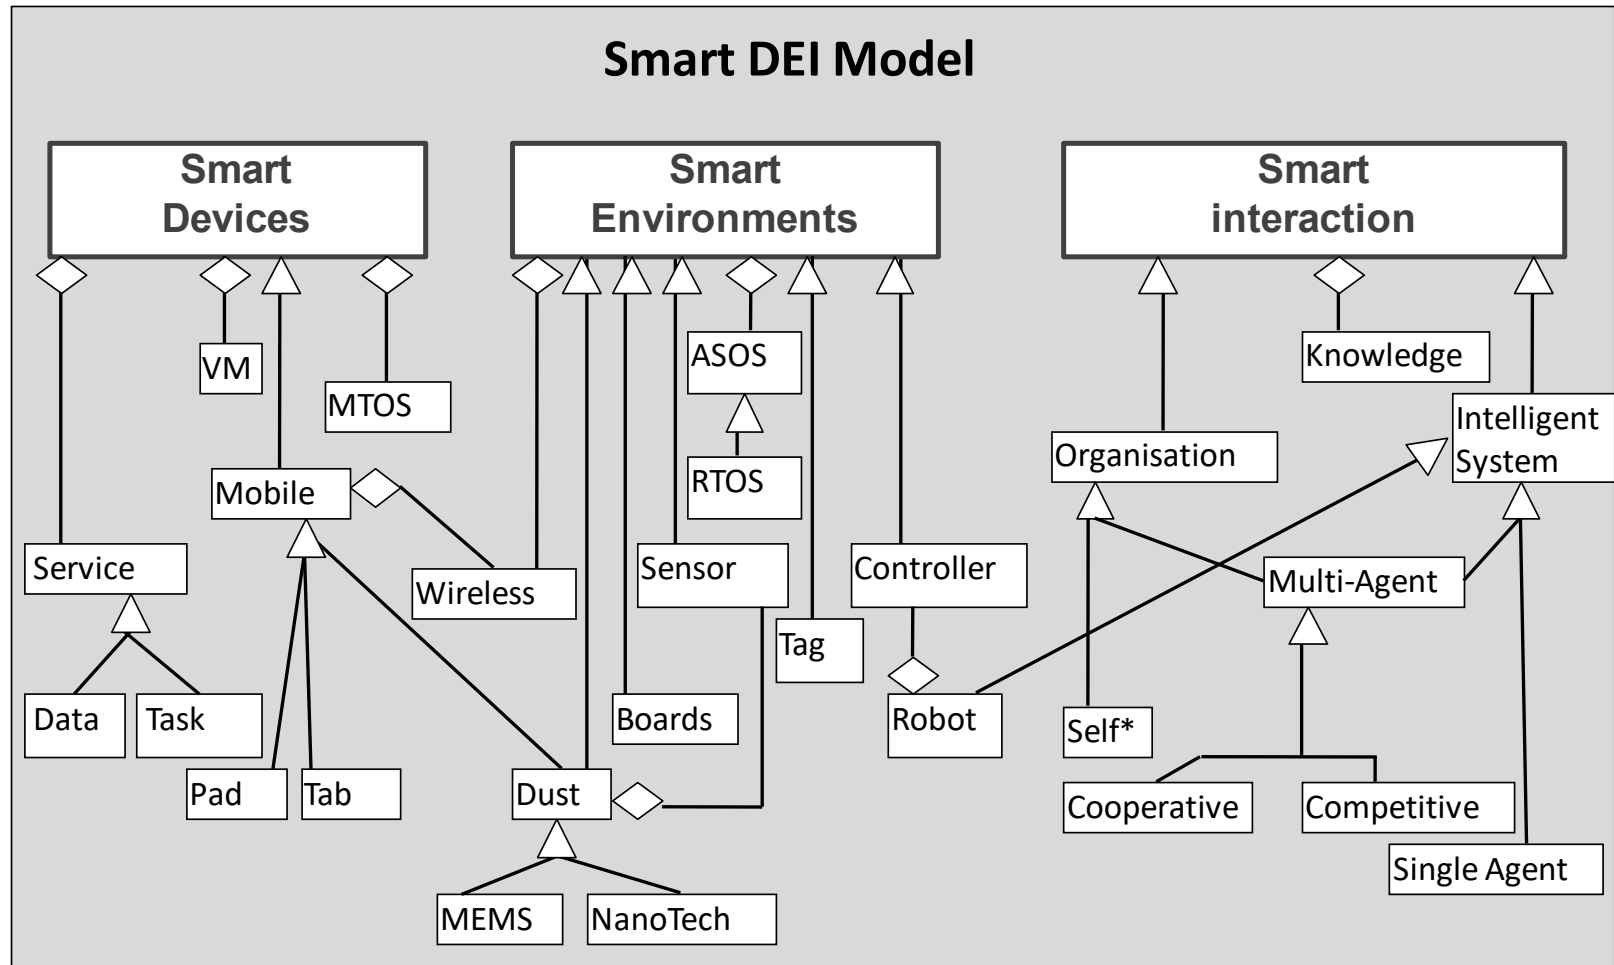 Smart DEI Model
Smart
Devices
Smart
Environments
Smart
interaction
VM
MTOS
ASOS
Knowledge
Intelligent
System
Organisation
RTOS
Mobile
Service
Wireless
Sensor
Controller
Multi-Agent
Tag
Data
Task
Boards
Robot
Self*
Pad
Tab
Dust
Cooperative
Competitive
Single Agent
MEMS
NanoTech